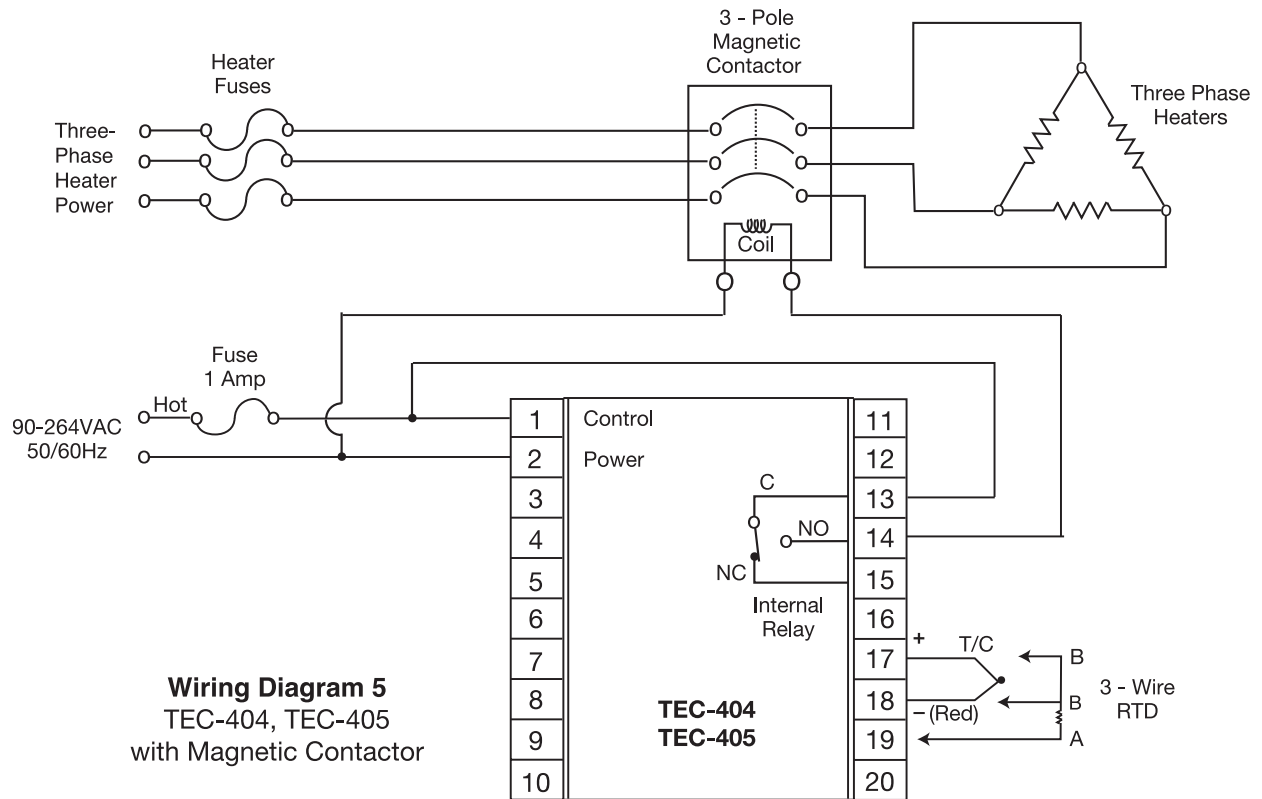 3 - Pole
Magnetic
Contactor
Heater
Fuses
Three-
Phase
Heater
Power
Three Phase
Heaters
Coil
Fuse
1 Amp
Hot
90-264VAC
50/60Hz
1
2
3
4
5
6
7
8
9
10
Control
Power
C
NO
NC
Internal
Relay
TEC-404
TEC-405
11
12
13
14
15
16
17
18
19
20
+
T/C
– (Red)
B
B
A
3 - Wire
RTD
Wiring Diagram 5
TEC-404, TEC-405
with Magnetic Contactor